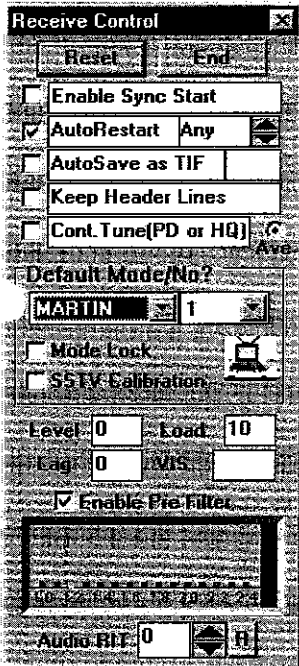 Receive Control
Reset End
Enable Sync Start
AutoRestart Any
AutoSave as TIF
Keep Header Lines
Cont.Tune(PD or HQ) Ave
Default Mode/No?
MARTIN 1
Mode Lock
SSTV Calibration
Level 0 Load 10
Lag 0 VIS
Enable Pre Filter
Audio RIT 0